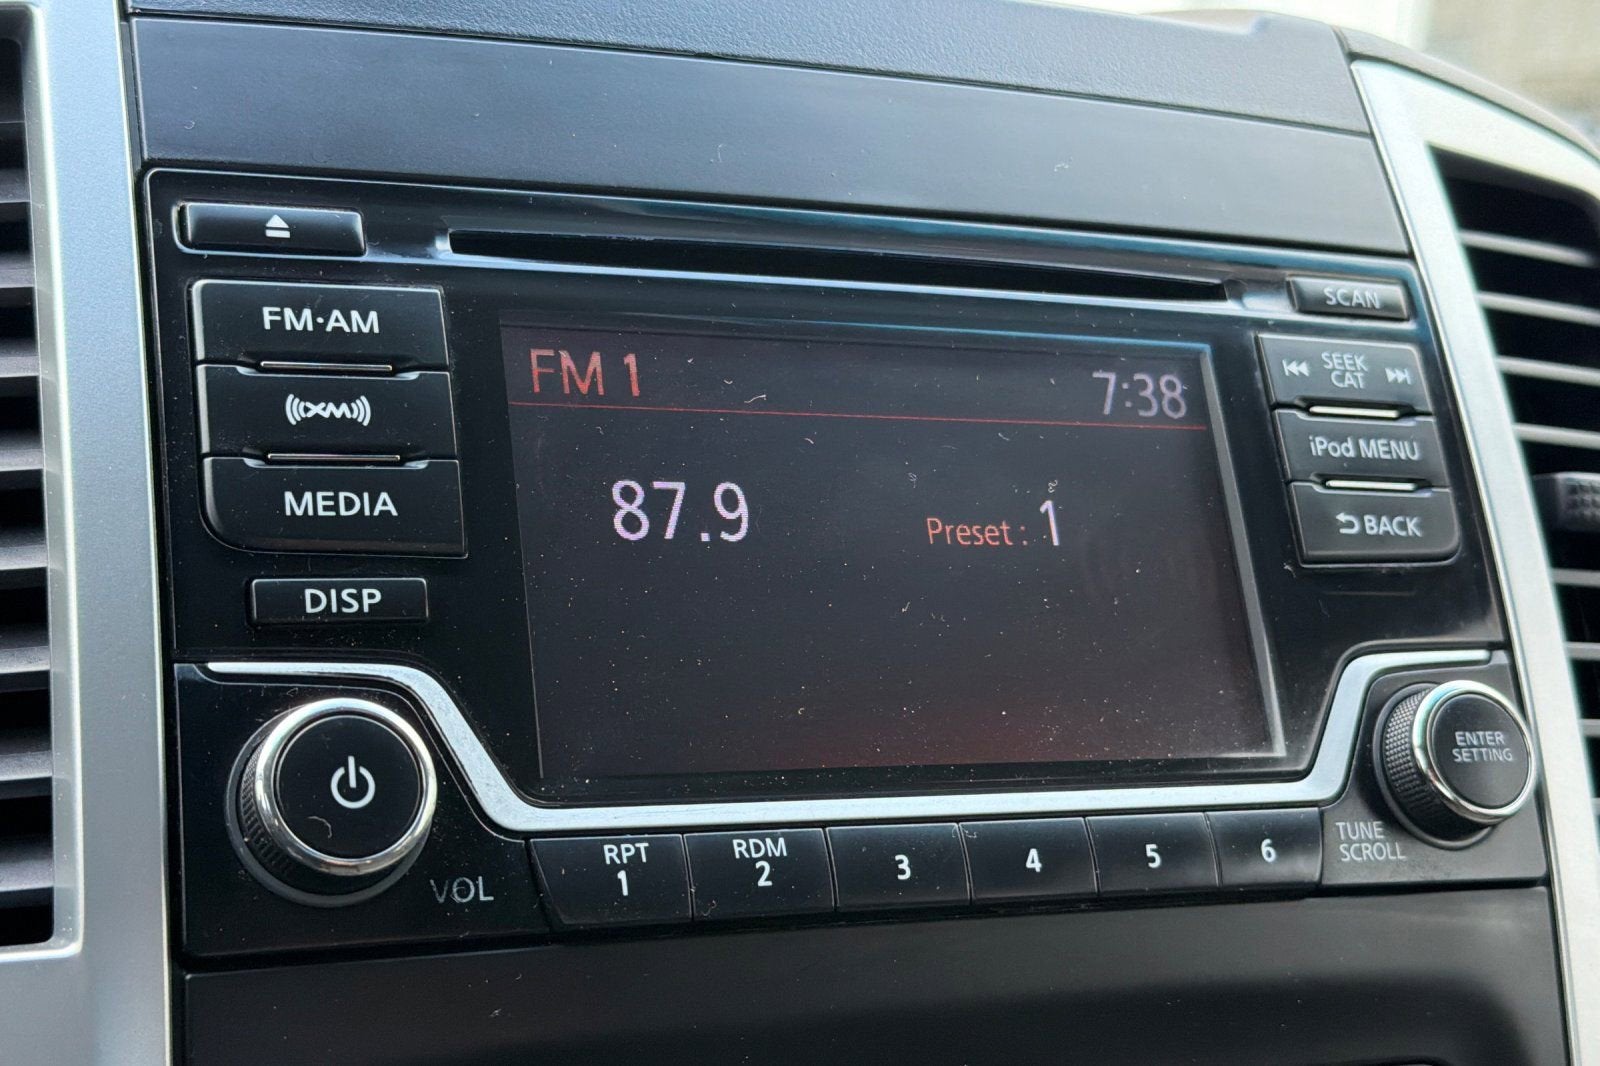 SCAN
FM·AM
SEEK
CAT
FM 1
7:38
XM
iPod MENU
MEDIA
87.9
Preset : 1
BACK
DISP
ENTER
SETTING
VOL
RPT
1
RDM
2
3
4
5
6
TUNE
SCROLL